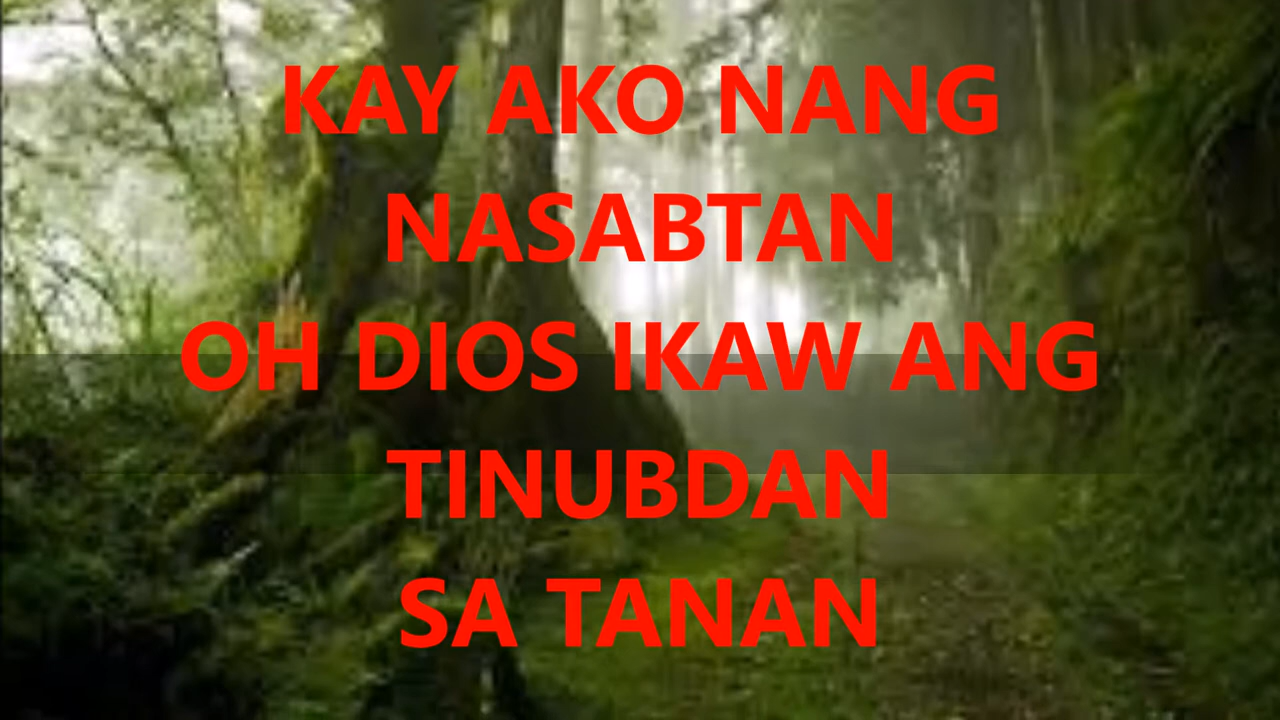 KAY AKO NANG
NASABTAN
OH DIOS IKAW ANG
TINUBDAN
SA TANAN